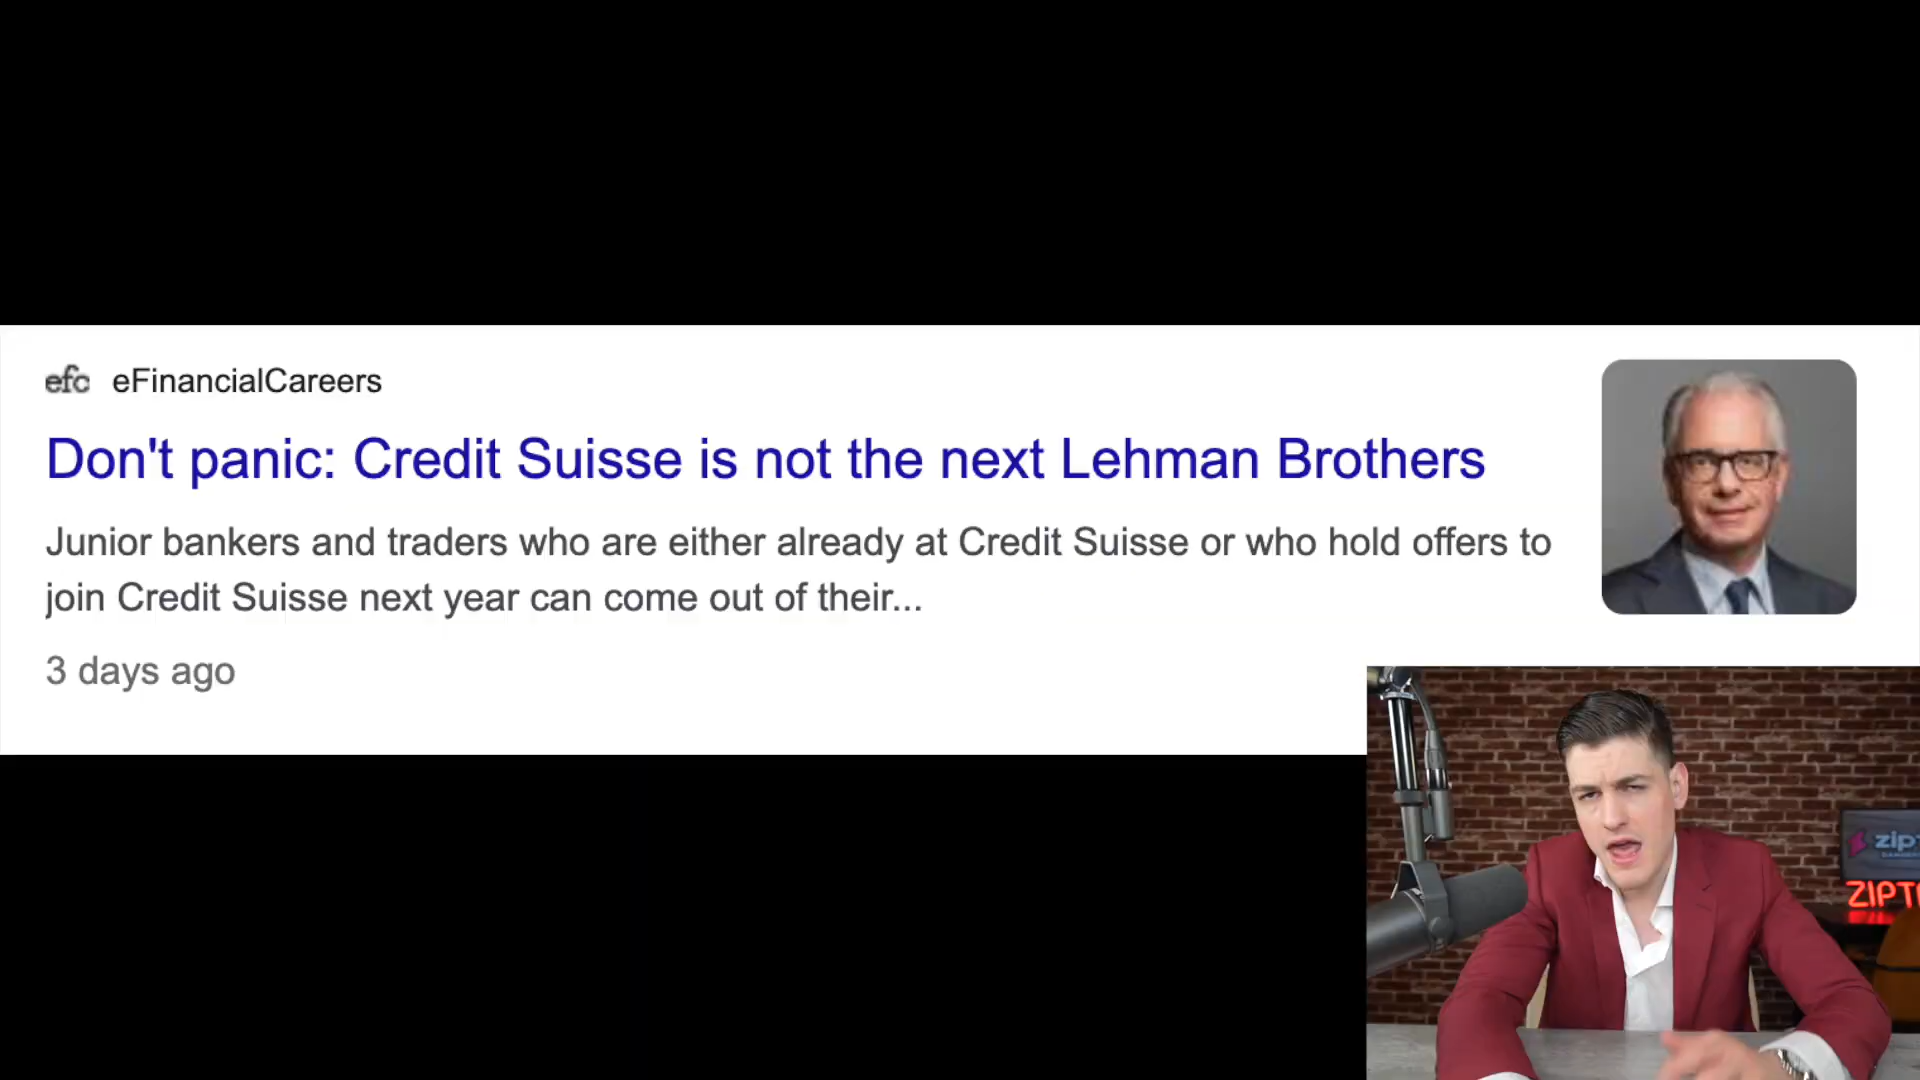 efc eFinancialCareers
Don't panic: Credit Suisse is not the next Lehman Brothers
Junior bankers and traders who are either already at Credit Suisse or who hold offers to
join Credit Suisse next year can come out of their...
3 days ago
zip
ZIPT